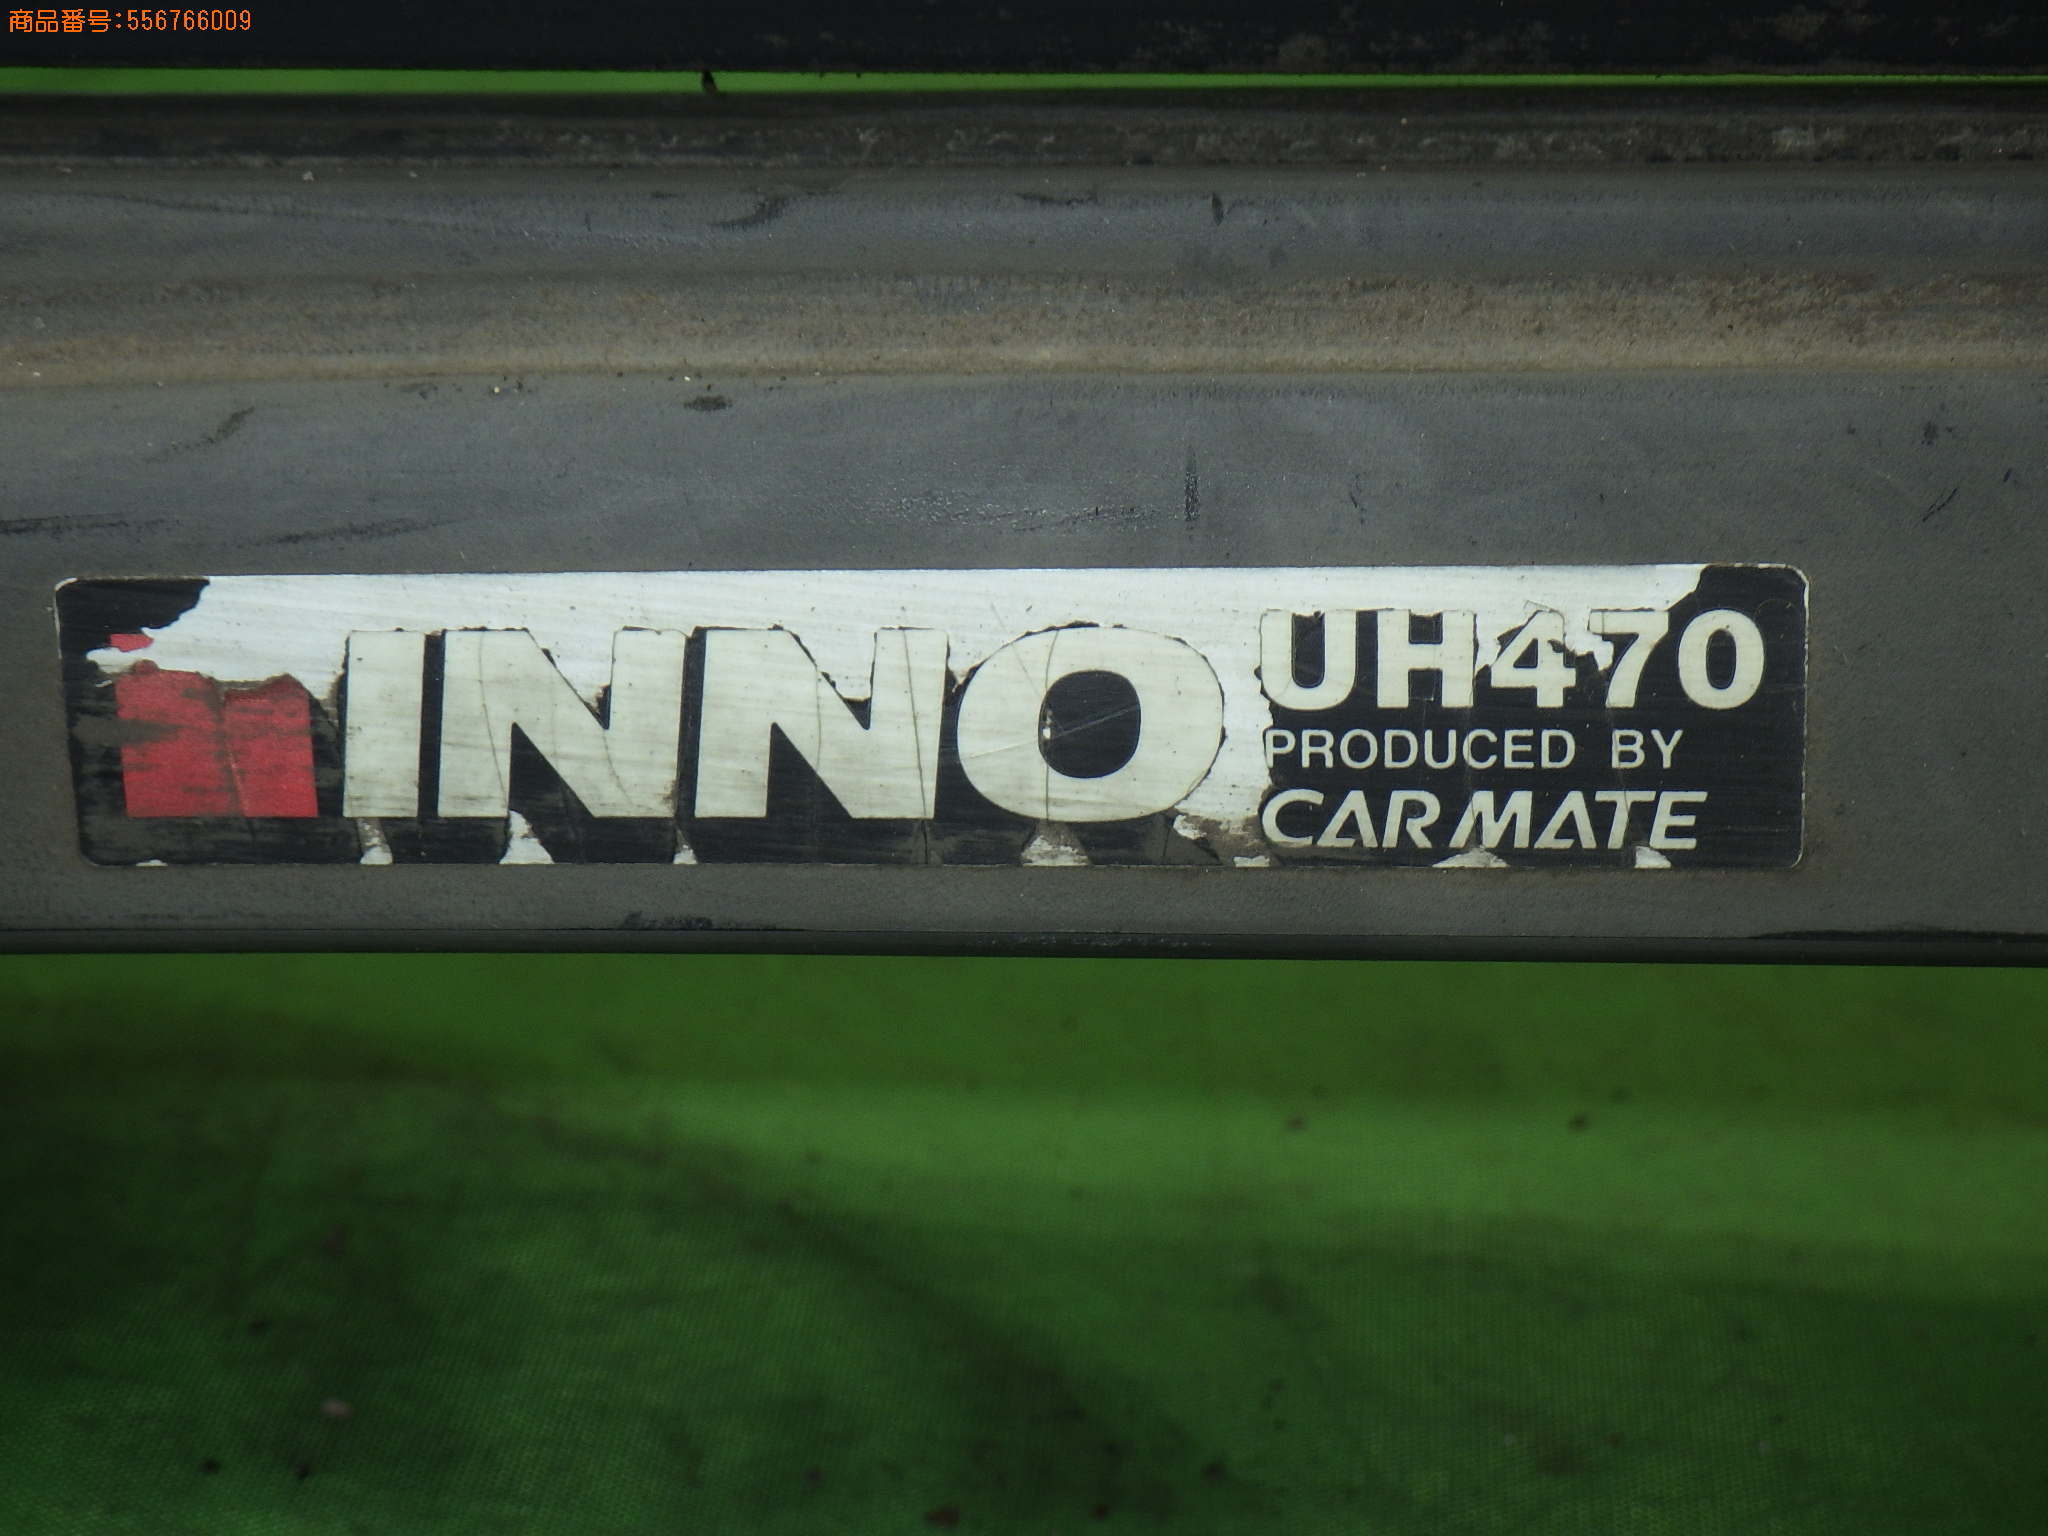 商品番号:556766009
INNO
UH470
PRODUCED BY
CARMATE